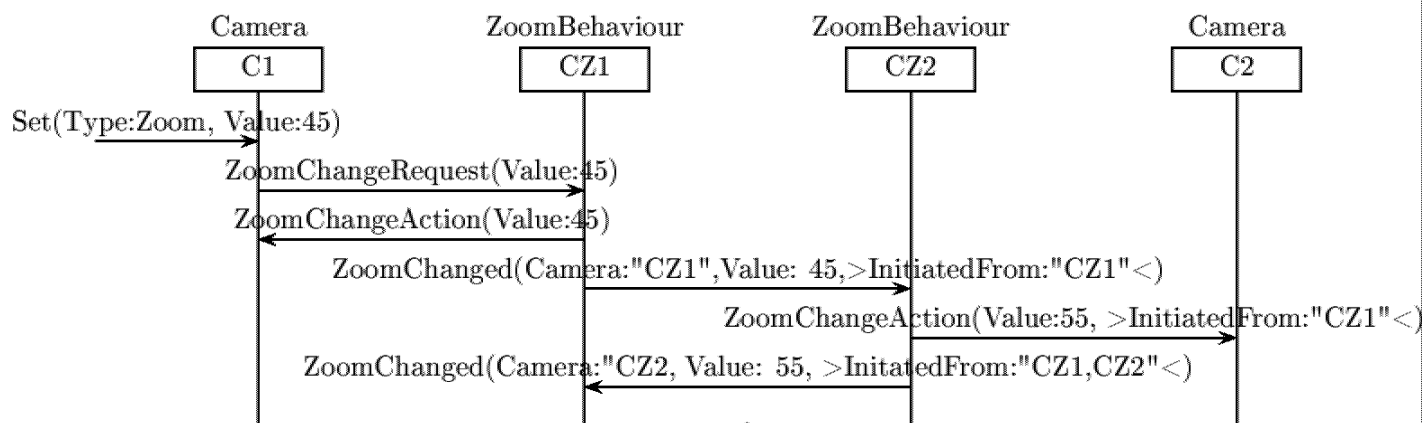 Camera ZoomBehaviour ZoomBehaviour Camera
C1 CZ1 CZ2 C2
Set(Type:Zoom, Value:45)
ZoomChangeRequest(Value:45)
ZoomChangeAction(Value:45)
ZoomChanged(Camera:"CZ1",Value: 45,>InitiatedFrom:"CZ1"<)
ZoomChangeAction(Value:55, >InitiatedFrom:"CZ1"<)
ZoomChanged(Camera:"CZ2, Value: 55, >InitatedFrom:"CZ1,CZ2"<)